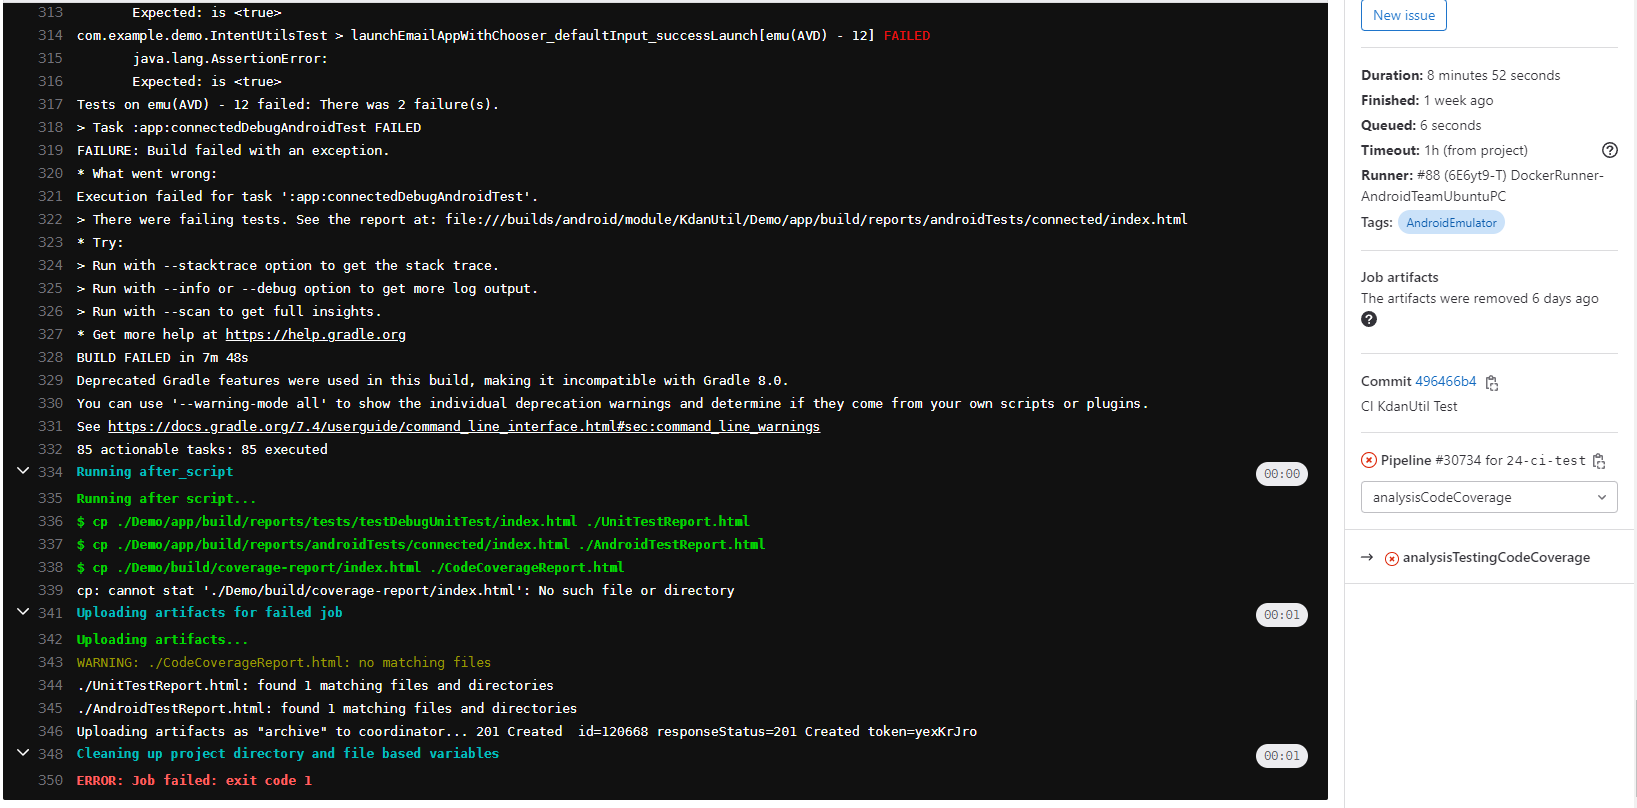 313 Expected: is <true>
314 com.example.demo.IntentUtilsTest > launchEmailAppWithChooser_defaultInput_successLaunch[emu(AVD) - 12] FAILED
315 java.lang.AssertionError:
316 Expected: is <true>
317 Tests on emu(AVD) - 12 failed: There was 2 failure(s).
318 > Task :app:connectedDebugAndroidTest FAILED
319 FAILURE: Build failed with an exception.
320 * What went wrong:
321 Execution failed for task ':app:connectedDebugAndroidTest'.
322 > There were failing tests. See the report at: file:///builds/android/module/KdanUtil/Demo/app/build/reports/androidTests/connected/index.html
323 * Try:
324 > Run with --stacktrace option to get the stack trace.
325 > Run with --info or --debug option to get more log output.
326 > Run with --scan to get full insights.
327 * Get more help at https://help.gradle.org
328 BUILD FAILED in 7m 48s
329 Deprecated Gradle features were used in this build, making it incompatible with Gradle 8.0.
330 You can use '--warning-mode all' to show the individual deprecation warnings and determine if they come from your own scripts or plugins.
331 See https://docs.gradle.org/7.4/userguide/command_line_interface.html#sec:command_line_warnings
332 85 actionable tasks: 85 executed
334 Running after_script 00:00
335 Running after script...
336 $ cp ./Demo/app/build/reports/tests/testDebugUnitTest/index.html ./UnitTestReport.html
337 $ cp ./Demo/app/build/reports/androidTests/connected/index.html ./AndroidTestReport.html
338 $ cp ./Demo/build/coverage-report/index.html ./CodeCoverageReport.html
339 cp: cannot stat './Demo/build/coverage-report/index.html': No such file or directory
341 Uploading artifacts for failed job 00:01
342 Uploading artifacts...
343 WARNING: ./CodeCoverageReport.html: no matching files
344 ./UnitTestReport.html: found 1 matching files and directories
345 ./AndroidTestReport.html: found 1 matching files and directories
346 Uploading artifacts as "archive" to coordinator... 201 Created  id=120668 responseStatus=201 Created token=yexKrJro
348 Cleaning up project directory and file based variables 00:01
350 ERROR: Job failed: exit code 1
New issue
Duration: 8 minutes 52 seconds
Finished: 1 week ago
Queued: 6 seconds
Timeout: 1h (from project)
Runner: #88 (6E6yt9-T) DockerRunner-
AndroidTeamUbuntuPC
Tags: AndroidEmulator
Job artifacts
The artifacts were removed 6 days ago
Commit 496466b4
CI KdanUtil Test
Pipeline #30734 for 24-ci-test
analysisCodeCoverage
→ analysisTestingCodeCoverage